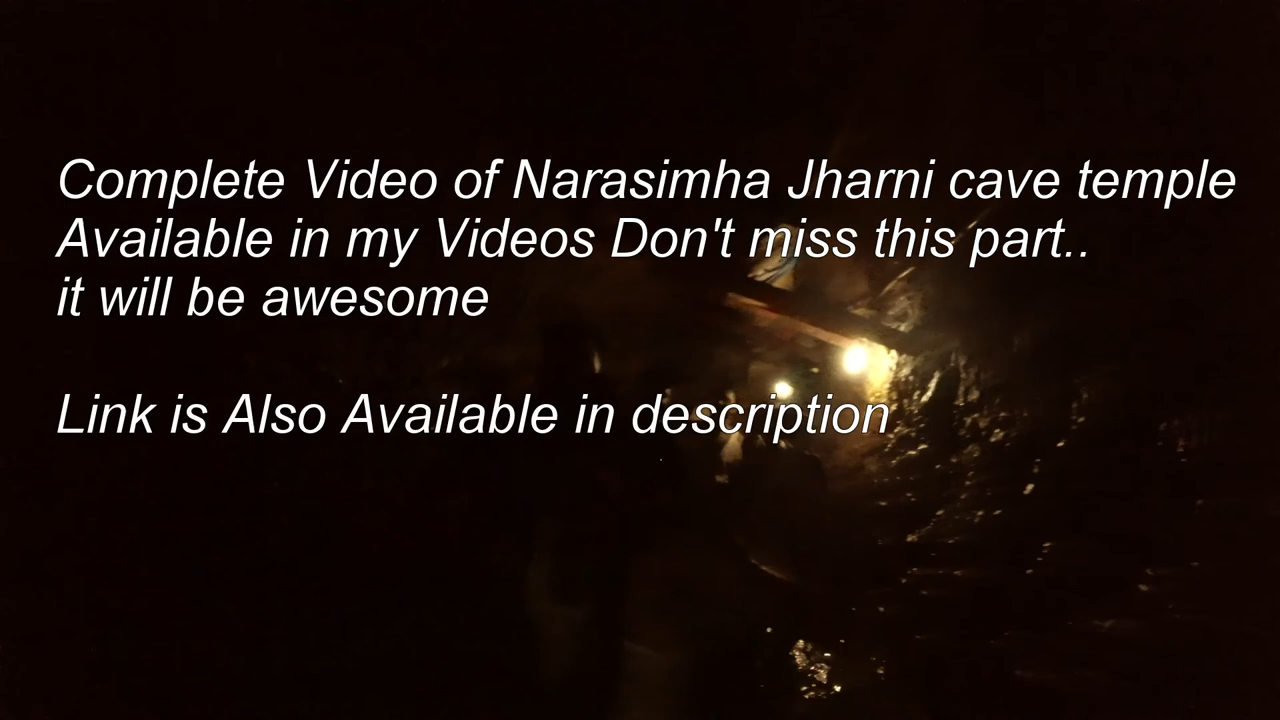 Complete Video of Narasimha Jharni cave temple
Available in my Videos Don't miss this part..
it will be awesome
Link is Also Available in description